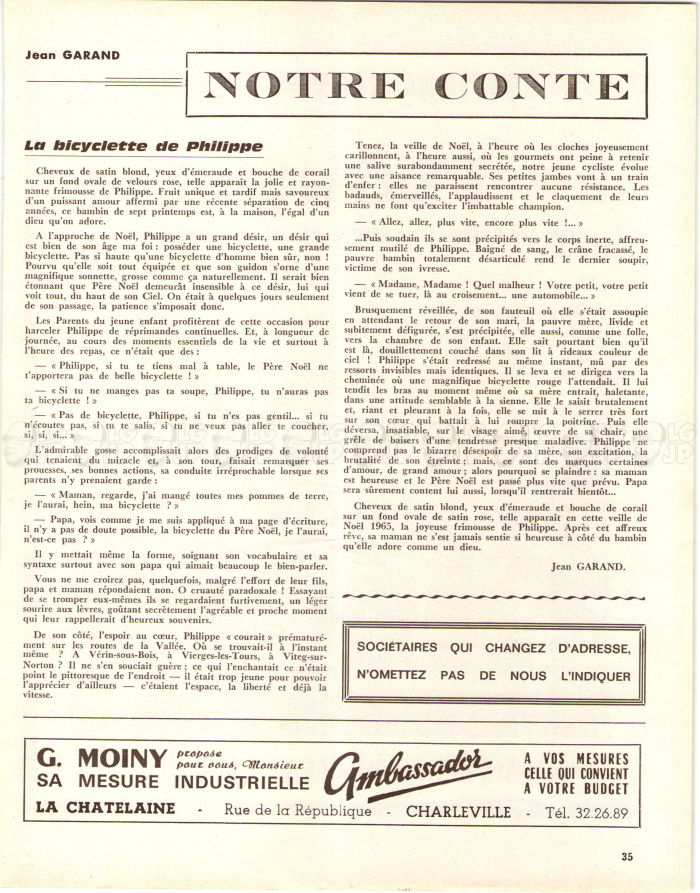 Jean GARAND
NOTRE CONTE
La bicyclette de Philippe
Cheveux de satin blond, yeux d'émeraude et bouche de corail
sur un fond ovale de velours rose, telle apparait la jolie et rayon-
nante frimousse de Philippe. Fruit unique et tardif mais savoureux
d'un puissant amour affermi par une récente séparation de cinq
années, ce bambin de sept printemps est, à la maison, l'égal d'un
dieu qu'on adore.
A l'approche de Noël, Philippe a un grand désir, un désir qui
est bien de son âge ma foi : posséder une bicyclette, une grande
bicyclette. Pas si haute qu'une bicyclette d'homme bien sûr, non !
Pourvu qu'elle soit tout équipée et que son guidon s'orne d'une
magnifique sonnette, grosse comme ça naturellement. Il serait bien
étonnant que Père Noël demeurât insensible à ce désir, lui qui
voit tout, du haut de son Ciel. On était à quelques jours seulement
de son passage, la patience s'imposait donc.
Les Parents du jeune enfant profitèrent de cette occasion pour
harceler Philippe de réprimandes continuelles. Et, à longueur de
journée, au cours des moments essentiels de la vie et surtout à
l'heure des repas, ce n'était que des :
— « Philippe, si tu te tiens mal à table, le Père Noël ne
t'apportera pas de belle bicyclette ! »
— « Si tu ne manges pas ta soupe, Philippe, tu n'auras pas
ta bicyclette ! »
— « Pas de bicyclette, Philippe, si tu n'es pas gentil... si tu
n'écoutes pas, si tu te salis, si tu ne veux pas aller te coucher,
si, si, si... »
L'admirable gosse accomplissait alors des prodiges de volonté
qui tenaient du miracle et, à son tour, faisait remarquer ses
prouesses, ses bonnes actions, sa conduite irréprochable lorsque ses
parents n'y prenaient garde :
— « Maman, regarde, j'ai mangé toutes mes pommes de terre,
je l'aurai, hein, ma bicyclette ? »
— Papa, vois comme je me suis appliqué à ma page d'écriture,
il n'y a pas de doute possible, la bicyclette du Père Noël, je l'aurai,
n'est-ce pas ? »
Il y mettait même la forme, soignant son vocabulaire et sa
syntaxe surtout avec son papa qui aimait beaucoup le bien-parler.
Vous ne me croirez pas, quelquefois, malgré l'effort de leur fils,
papa et maman répondaient non. O cruauté paradoxale ! Essayant
de se tromper eux-mêmes ils se regardaient furtivement, un léger
sourire aux lèvres, goûtant secrètement l'agréable et proche moment
qui leur rappellerait d'heureux souvenirs.
De son côté, l'espoir au cœur, Philippe « courait » prématuré-
ment sur les routes de la Vallée. Où se trouvait-il à l'instant
même ? A Vérin-sous-Bois, à Vierges-les-Tours, à Viteg-sur-
Norton ? Il ne s'en souciait guère ; ce qui l'enchantait ce n'était
point le pittoresque de l'endroit — il était trop jeune pour pouvoir
l'apprécier d'ailleurs — c'étaient l'espace, la liberté et déjà la
vitesse.
Tenez, la veille de Noël, à l'heure où les cloches joyeusement
carillonnent, à l'heure aussi, où les gourmets ont peine à retenir
une salive surabondamment secrétée, notre jeune cycliste évolue
avec une aisance remarquable. Ses petites jambes vont à un train
d'enfer : elles ne paraissent rencontrer aucune résistance. Les
badauds, émerveillés, l'applaudissent et le claquement de leurs
mains ne font qu'exciter l'imbattable champion.
— « Allez, allez, plus vite, encore plus vite !... »
...Puis soudain ils se sont précipités vers le corps inerte, affreu-
sement mutilé de Philippe. Baigné de sang, le crâne fracassé, le
pauvre bambin totalement désarticulé rend le dernier soupir,
victime de son ivresse.
— « Madame, Madame ! Quel malheur ! Votre petit, votre petit
vient de se tuer, là au croisement... une automobile... »
Brusquement réveillée, de son fauteuil où elle s'était assoupie
en attendant le retour de son mari, la pauvre mère, livide et
subitement défigurée, s'est précipitée, elle aussi, comme une folle,
vers la chambre de son enfant. Elle sait pourtant bien qu'il
est là, douillettement couché dans son lit à rideaux couleur de
ciel ! Philippe s'était redressé au même instant, mû par des
ressorts invisibles mais identiques. Il se leva et se dirigea vers la
cheminée où une magnifique bicyclette rouge l'attendait. Il lui
tendit les bras au moment même où sa mère entrait, haletante,
dans une attitude semblable à la sienne. Elle le saisit brutalement
et, riant et pleurant à la fois, elle se mit à le serrer très fort
sur son cœur qui battait à lui rompre la poitrine. Puis elle
déversa, insatiable, sur le visage aimé, œuvre de sa chair, une
grêle de baisers d'une tendresse presque maladive. Philippe ne
comprend pas le bizarre désespoir de sa mère, son excitation, la
brutalité de son étreinte ; mais, ce sont des marques certaines
d'amour, de grand amour ; alors pourquoi se plaindre : sa maman
est heureuse et le Père Noël est passé plus vite que prévu. Papa
sera sûrement content lui aussi, lorsqu'il rentrerait bientôt...
Cheveux de satin blond, yeux d'émeraude et bouche de corail
sur un fond ovale de satin rose, telle apparaît en cette veille de
Noël 1965, la joyeuse frimousse de Philippe. Après cet affreux
rêve, sa maman ne s'est jamais sentie si heureuse à côté du bambin
qu'elle adore comme un dieu.
Jean GARAND.
SOCIÉTAIRES QUI CHANGEZ D'ADRESSE,
N'OMETTEZ PAS DE NOUS L'INDIQUER
G. MOINY propose pour vous, Monsieur
SA MESURE INDUSTRIELLE
Ambassador
A VOS MESURES
CELLE QUI CONVIENT
A VOTRE BUDGET
LA CHATELAINE - Rue de la République - CHARLEVILLE - Tél. 32.26.89
35